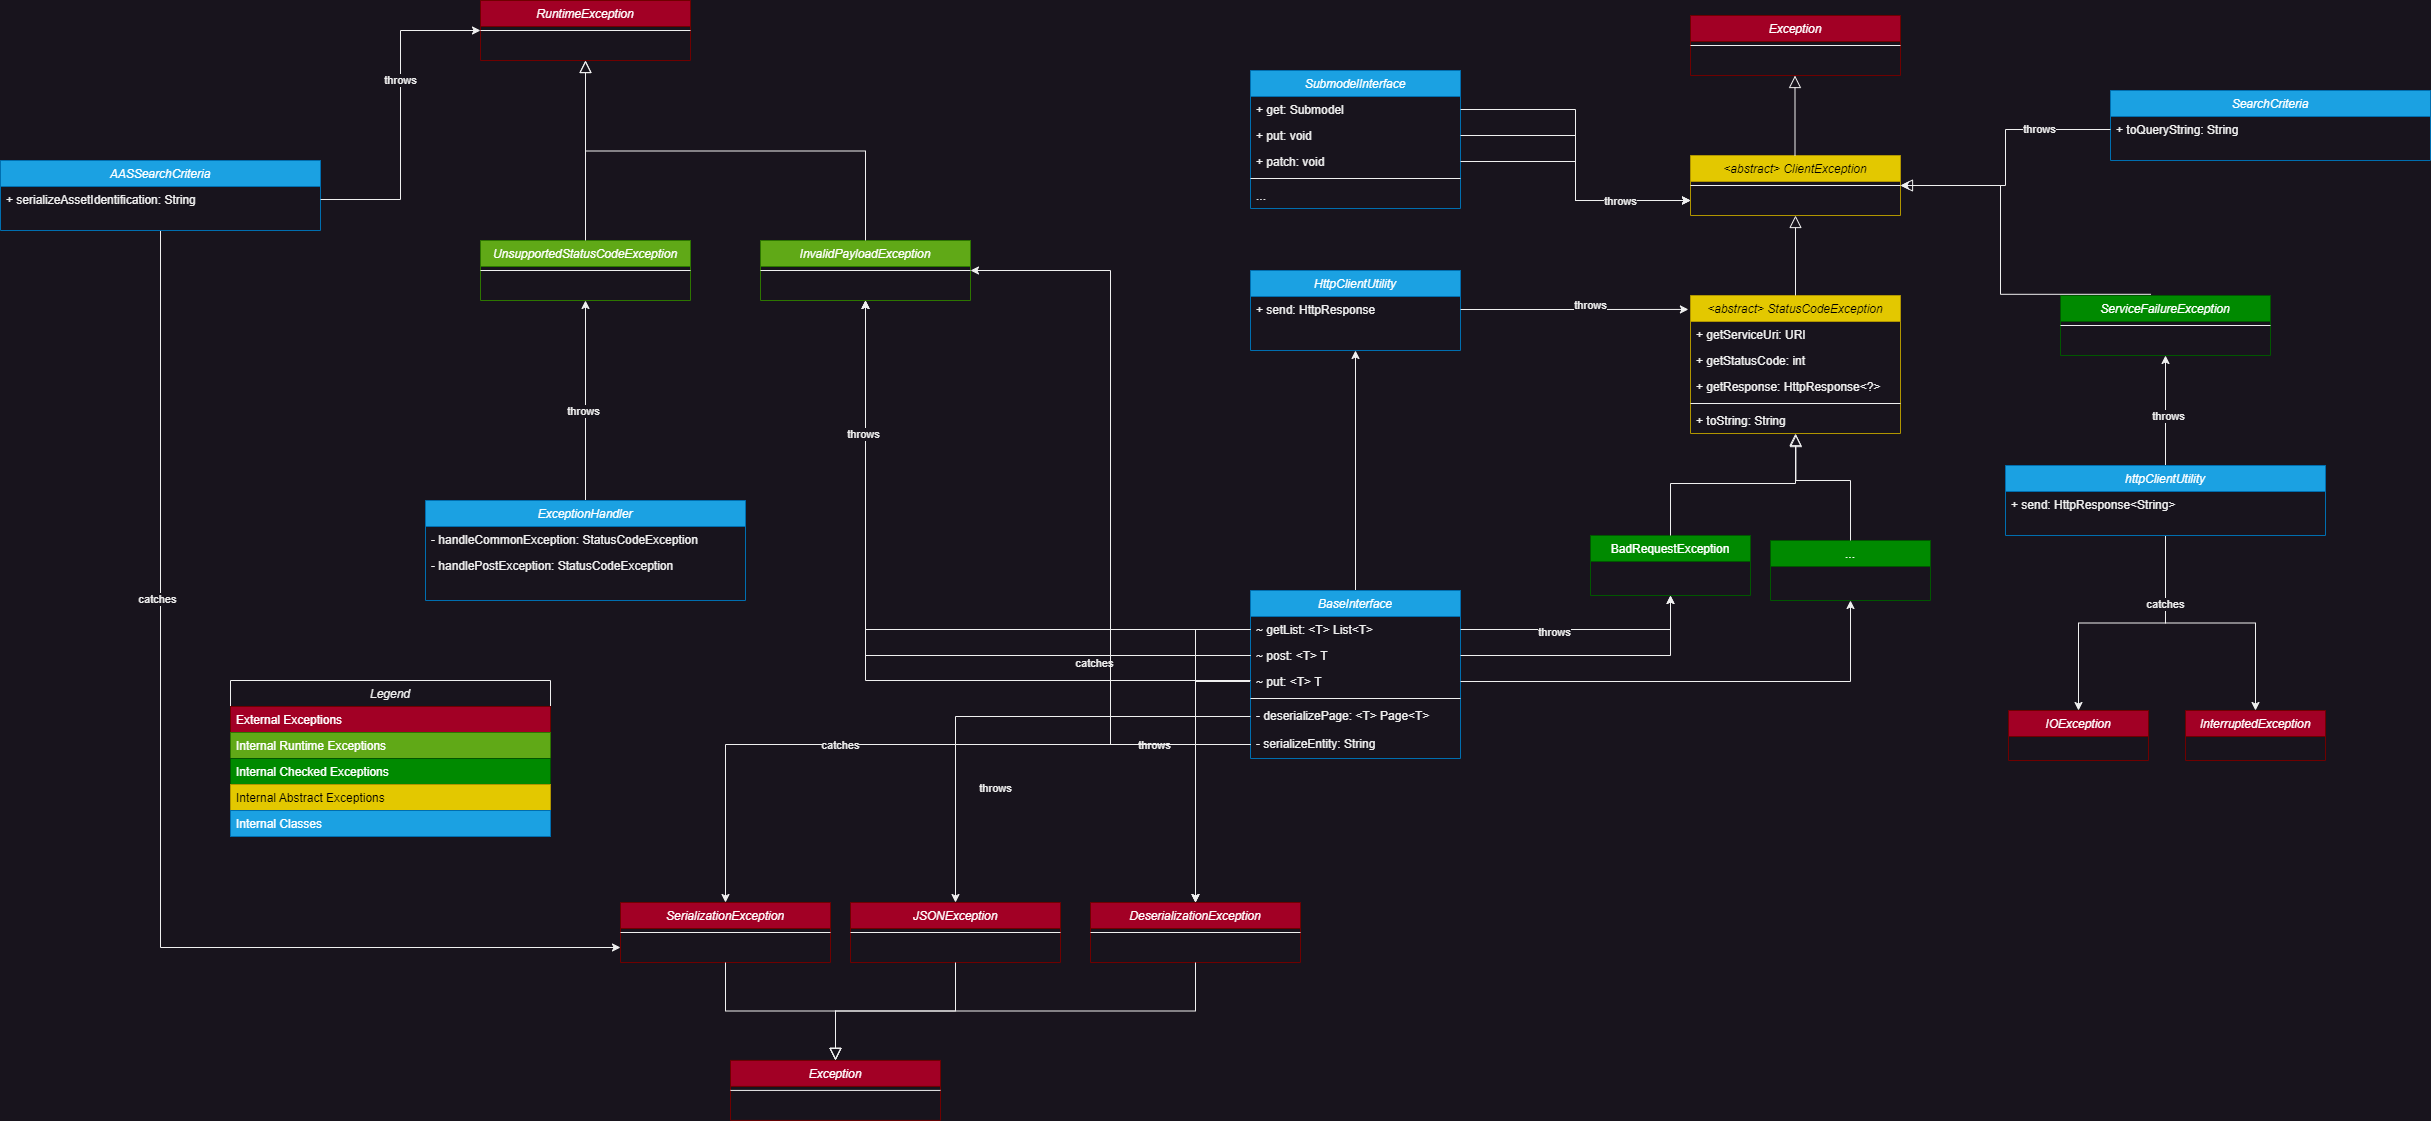 RuntimeException
Exception
throws
SubmodelInterface
+ get: Submodel
+ put: void
+ patch: void
...
SearchCriteria
+ toQueryString: String
throws
AASSearchCriteria
+ serializeAssetIdentification: String
<abstract> ClientException
throws
UnsupportedStatusCodeException
InvalidPayloadException
HttpClientUtility
+ send: HttpResponse
throws
<abstract> StatusCodeException
+ getServiceUri: URI
+ getStatusCode: int
+ getResponse: HttpResponse<?>
+ toString: String
ServiceFailureException
throws
throws
throws
httpClientUtility
+ send: HttpResponse<String>
ExceptionHandler
- handleCommonException: StatusCodeException
- handlePostException: StatusCodeException
BadRequestException
...
catches
catches
BaseInterface
~ getList: <T> List<T>
~ post: <T> T
~ put: <T> T
- deserializePage: <T> Page<T>
- serializeEntity: String
throws
catches
Legend
External Exceptions
Internal Runtime Exceptions
Internal Checked Exceptions
Internal Abstract Exceptions
Internal Classes
IOException
InterruptedException
catches
throws
throws
SerializationException
JSONException
DeserializationException
Exception